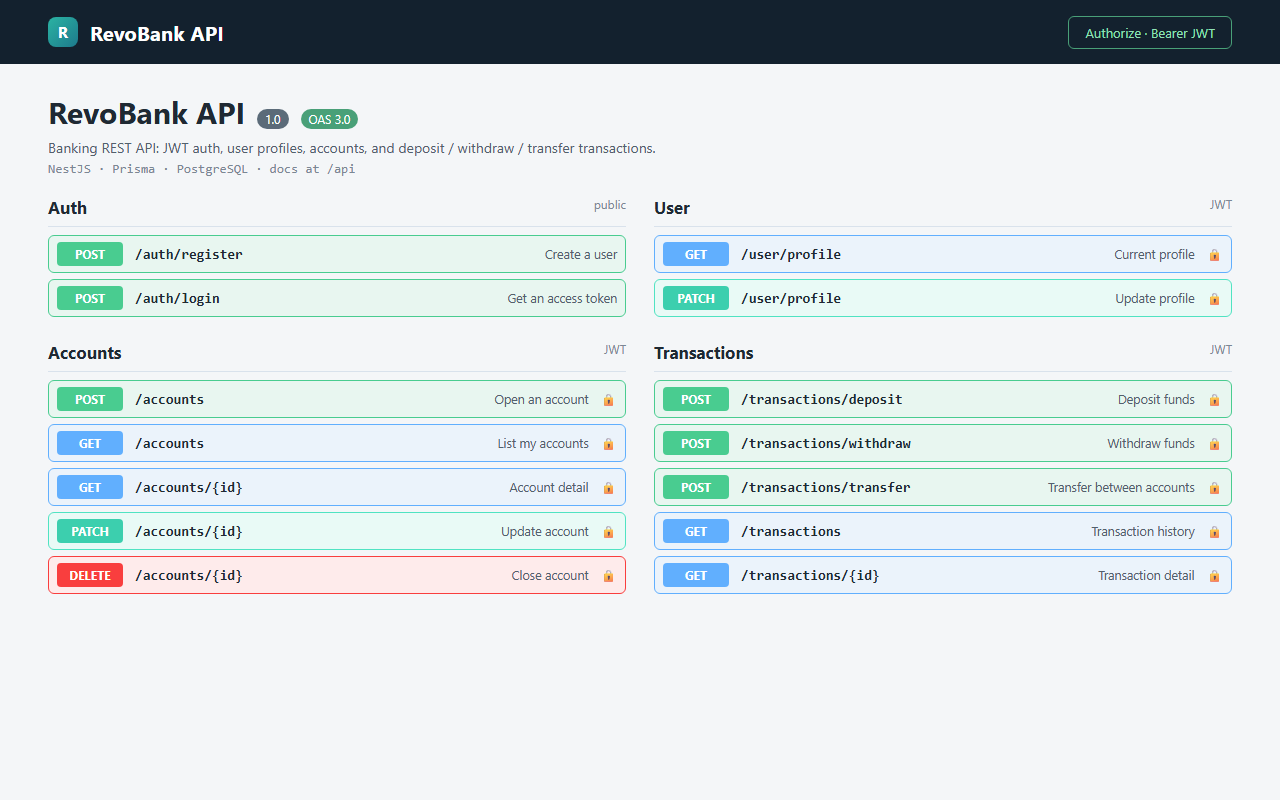 R RevoBank API Authorize · Bearer JWT
RevoBank API 1.0 OAS 3.0
Banking REST API: JWT auth, user profiles, accounts, and deposit / withdraw / transfer transactions.
NestJS · Prisma · PostgreSQL · docs at /api
Auth public
POST /auth/register Create a user
POST /auth/login Get an access token
User JWT
GET /user/profile Current profile
PATCH /user/profile Update profile
Accounts JWT
POST /accounts Open an account
GET /accounts List my accounts
GET /accounts/{id} Account detail
PATCH /accounts/{id} Update account
DELETE /accounts/{id} Close account
Transactions JWT
POST /transactions/deposit Deposit funds
POST /transactions/withdraw Withdraw funds
POST /transactions/transfer Transfer between accounts
GET /transactions Transaction history
GET /transactions/{id} Transaction detail